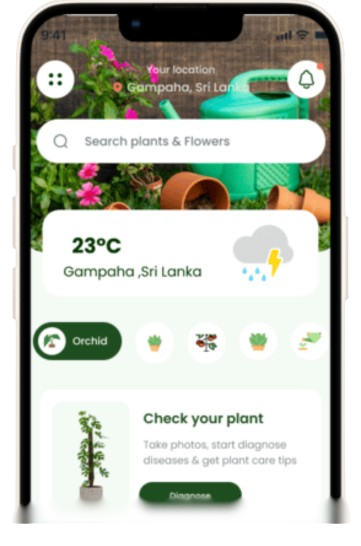 9:41
Your location
Gampaha, Sri Lanka
Search plants & Flowers
23°C
Gampaha ,Sri Lanka
Orchid
Check your plant
Take photos, start diagnose
diseases & get plant care tips
Diagnose